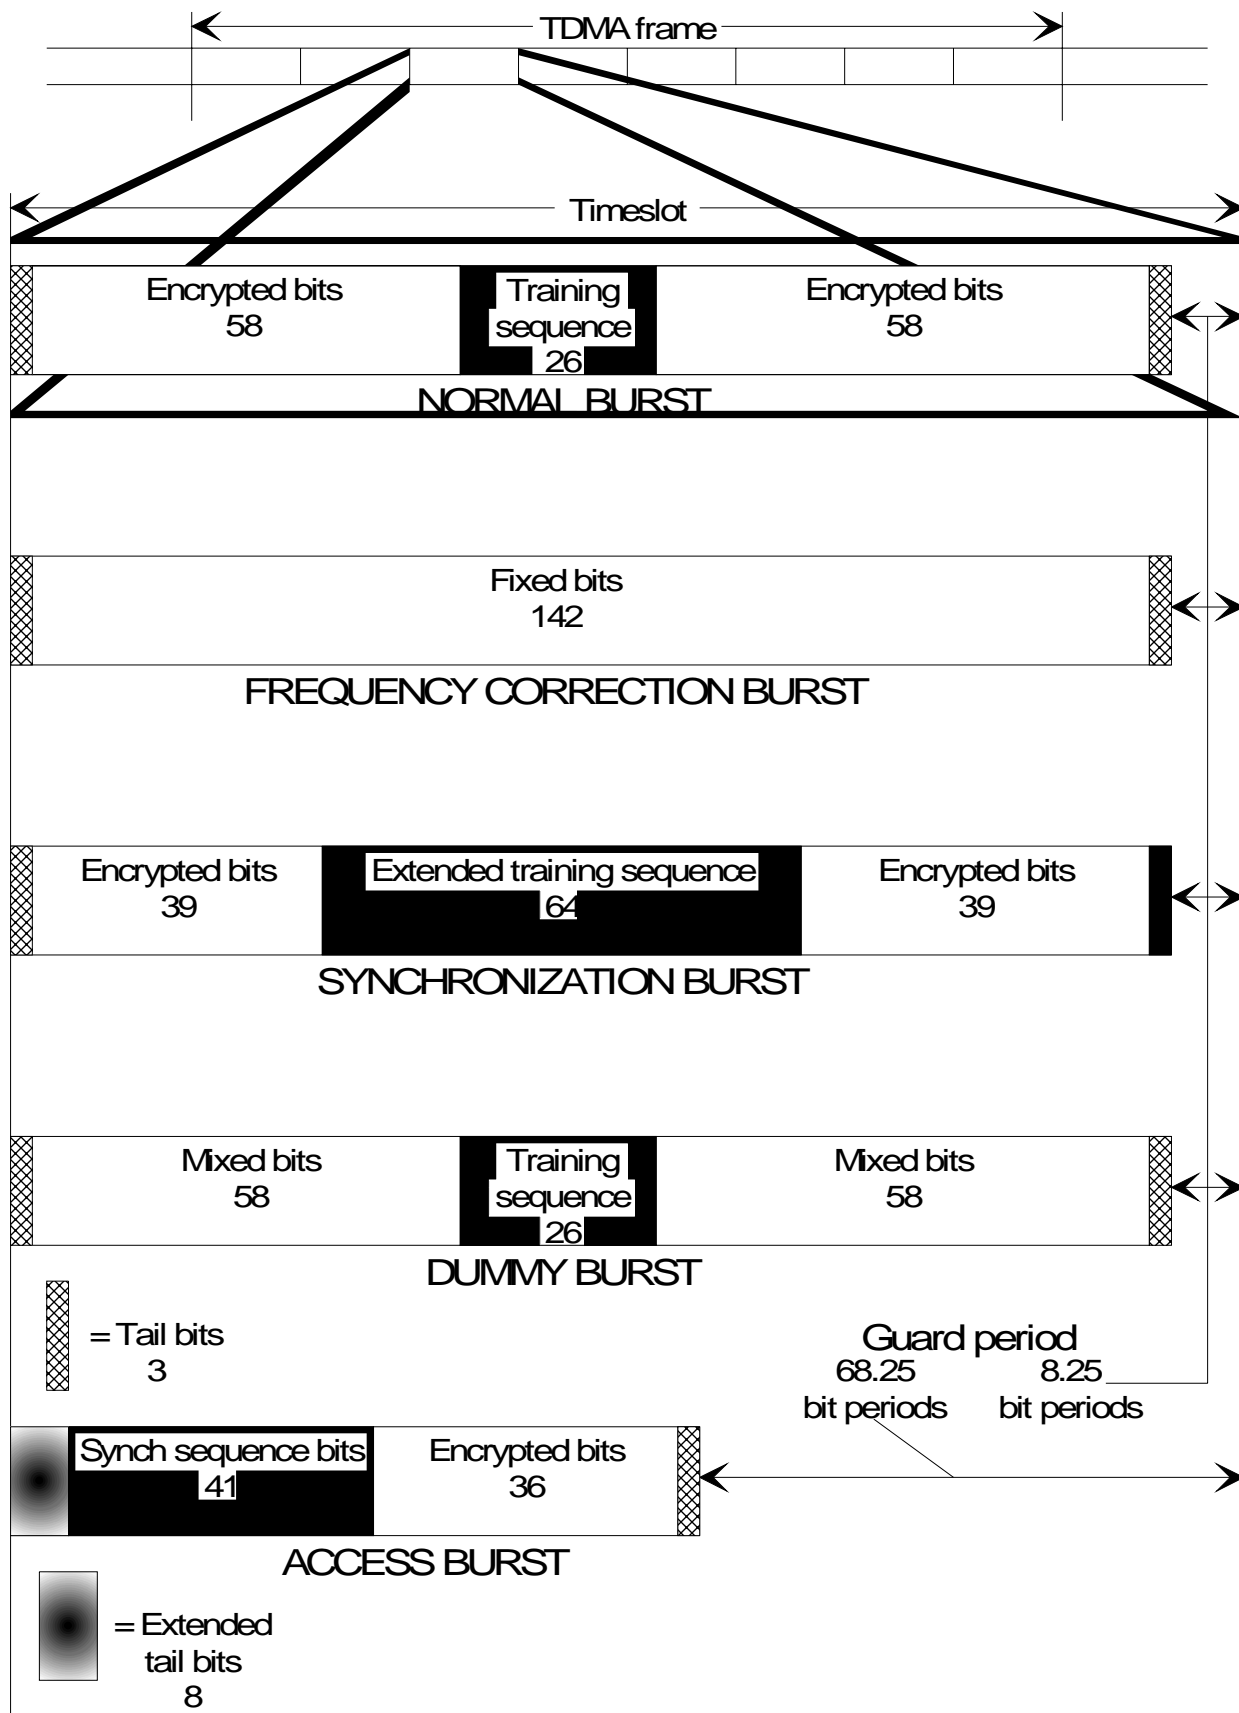 TDMA frame
Timeslot
Encrypted bits
58
Training
sequence
26
Encrypted bits
58
NORMAL BURST
Fixed bits
142
FREQUENCY CORRECTION BURST
Encrypted bits
39
Extended training sequence
64
Encrypted bits
39
SYNCHRONIZATION BURST
Mixed bits
58
Training
sequence
26
Mixed bits
58
DUMMY BURST
= Tail bits
3
Guard period
68.25
bit periods
8.25
bit periods
Synch sequence bits
41
Encrypted bits
36
ACCESS BURST
= Extended
tail bits
8